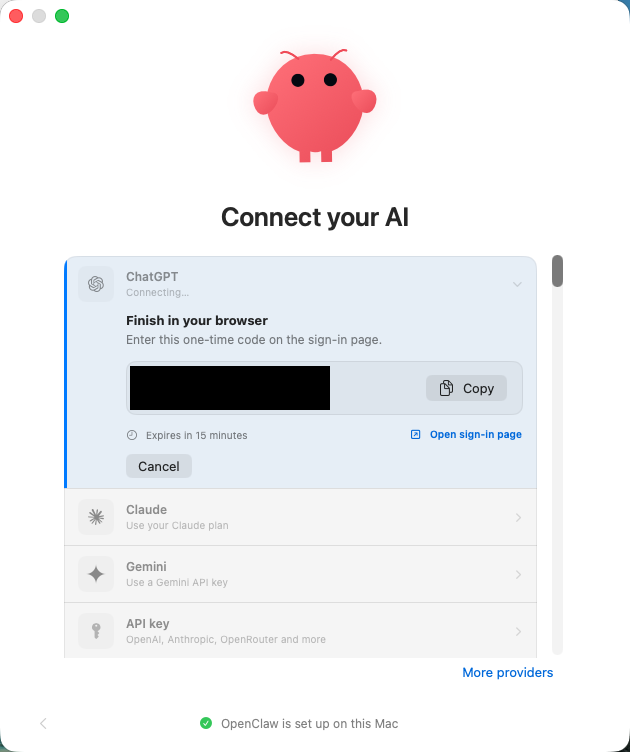 Connect your AI
ChatGPT
Connecting...
Finish in your browser
Enter this one-time code on the sign-in page.
Copy
Expires in 15 minutes
Open sign-in page
Cancel
Claude
Use your Claude plan
Gemini
Use a Gemini API key
API key
OpenAI, Anthropic, OpenRouter and more
More providers
OpenClaw is set up on this Mac